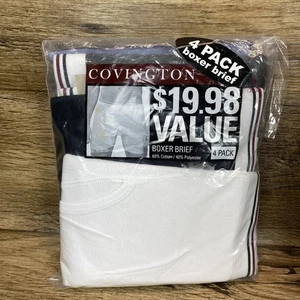 4 PACK
boxer brief
COVINGTON
$19.98
VALUE
BOXER BRIEF
60% Cotton / 40% Polyester
4 PACK